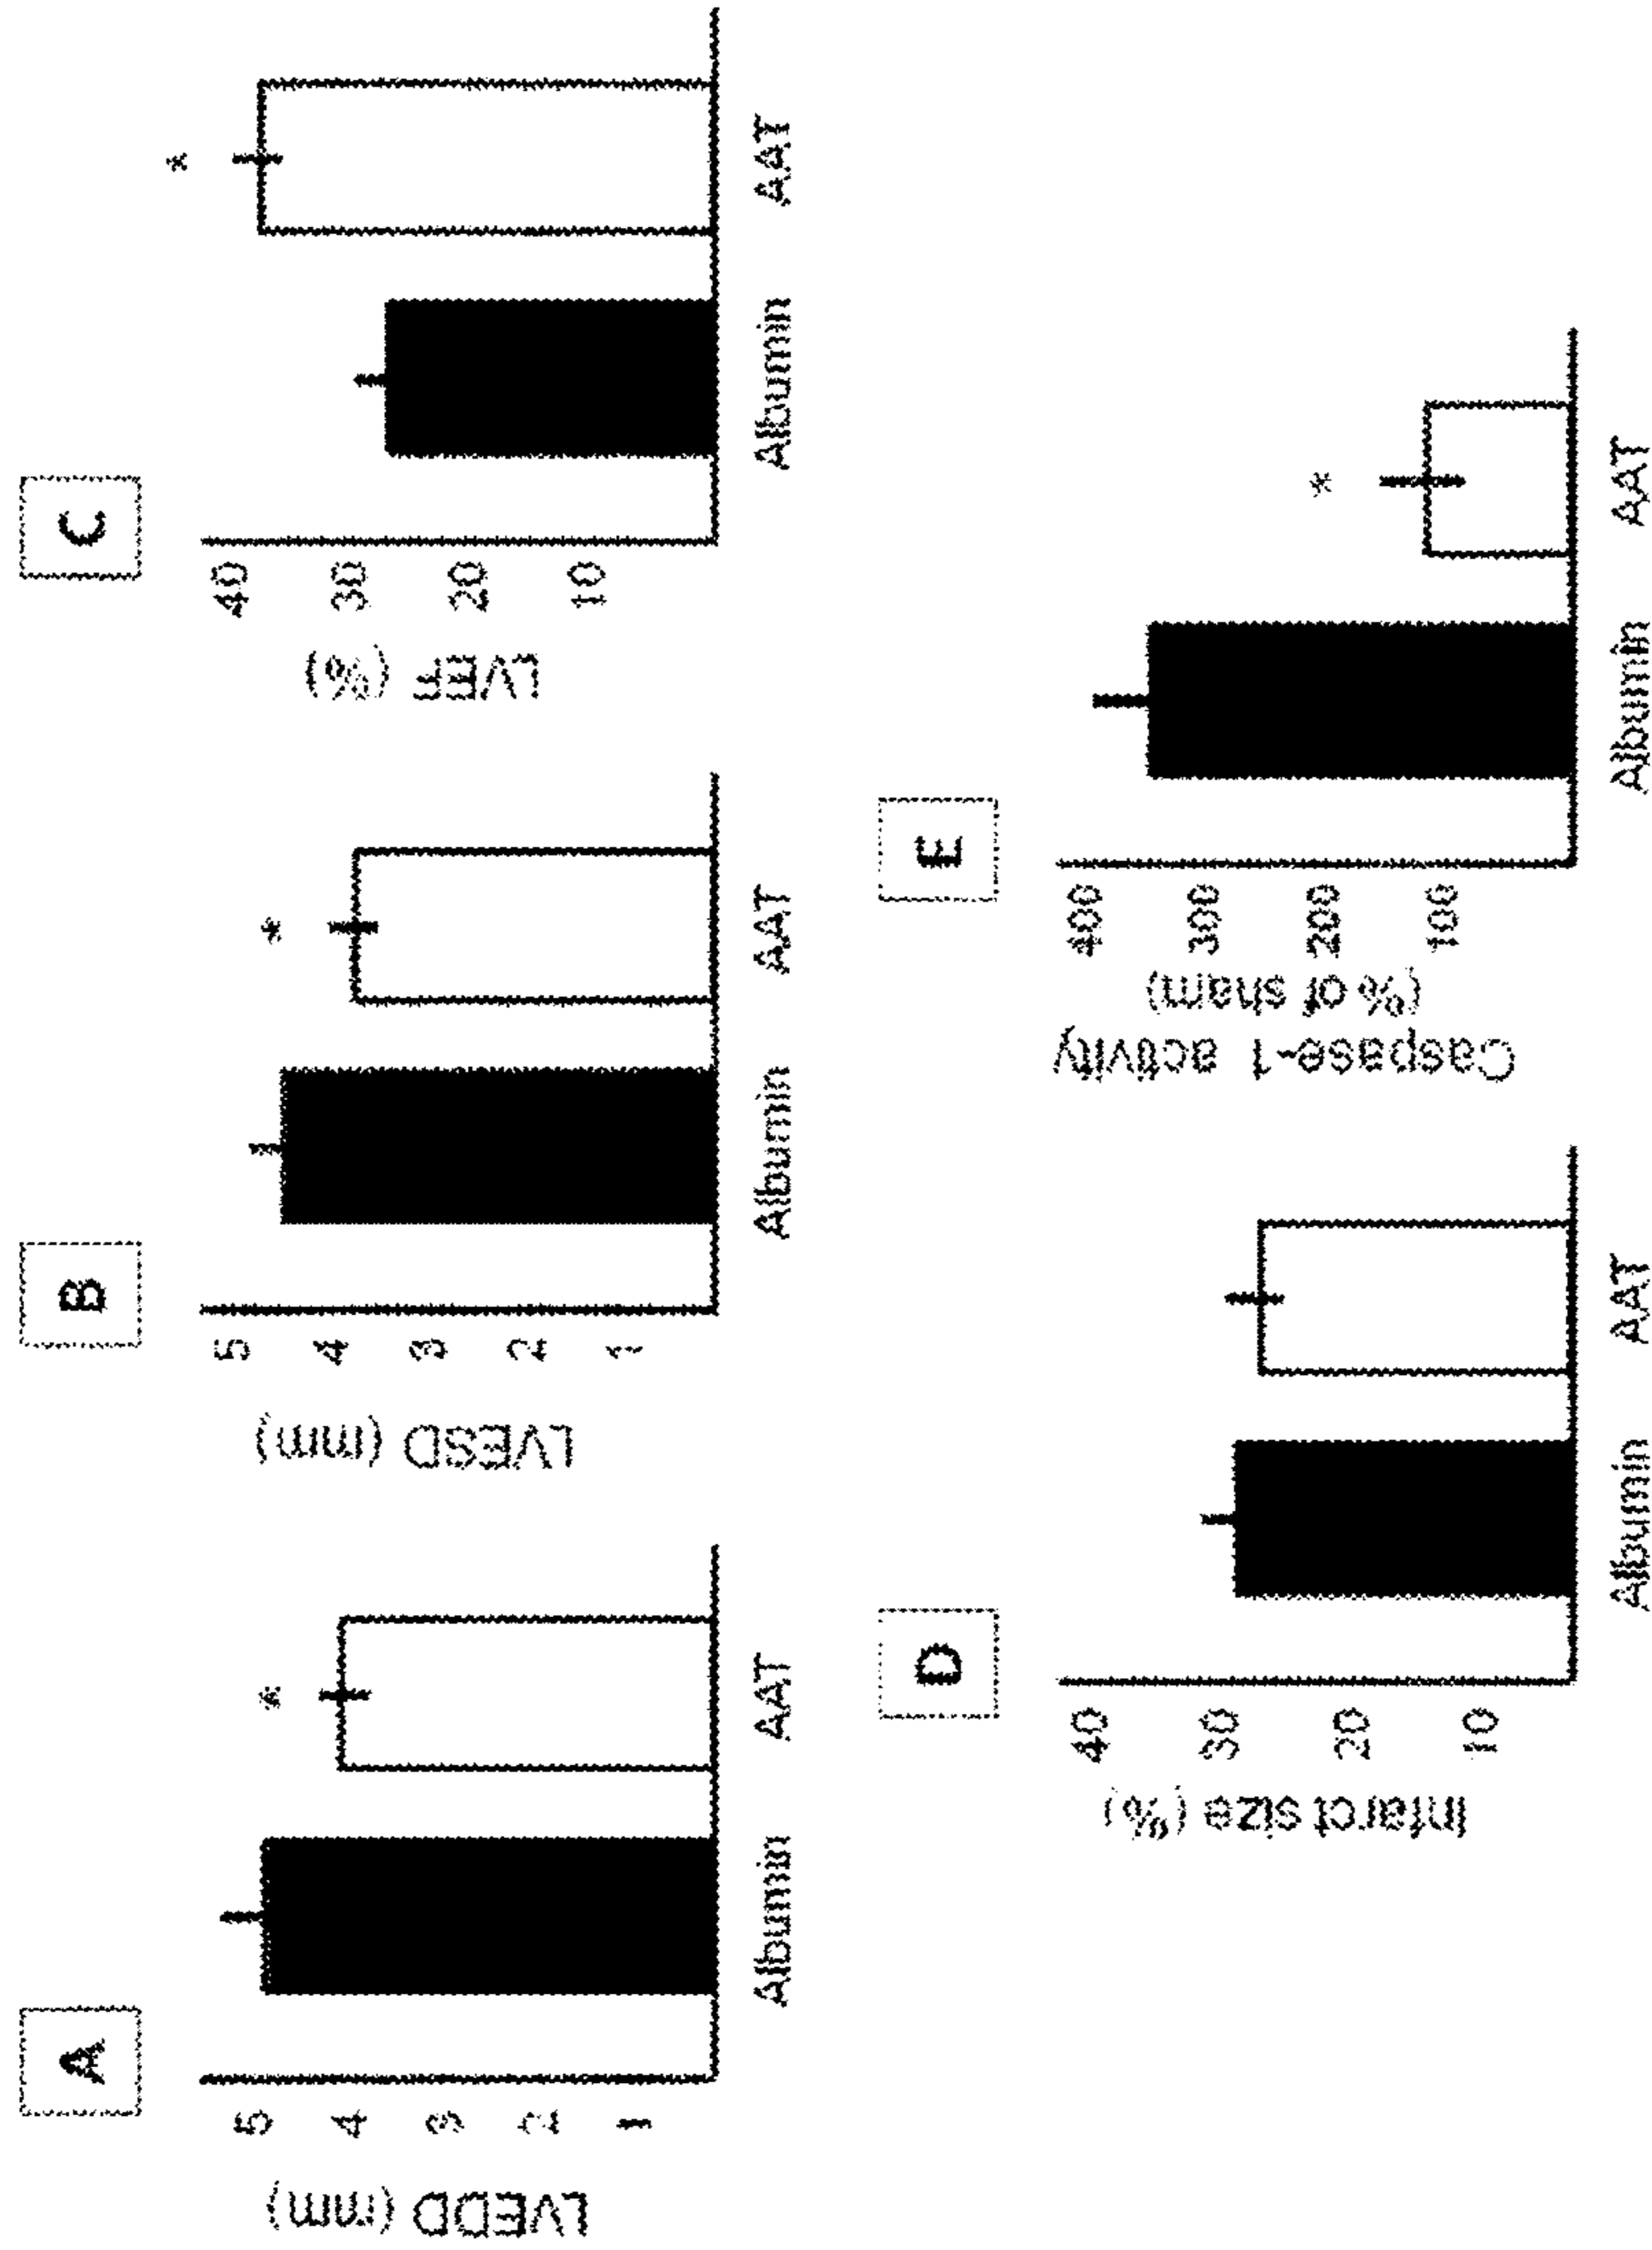 A
LVEDD (mm)
5
4
3
2
1
*
Albumin
AAT
B
LVESD (mm)
5
4
3
2
1
*
Albumin
AAT
C
LVEF (%)
40
30
20
10
*
Albumin
AAT
D
Infarct size (%)
40
30
20
10
Albumin
AAT
E
Caspase-1 activity
(% of sham)
400
300
200
100
*
Albumin
AAT